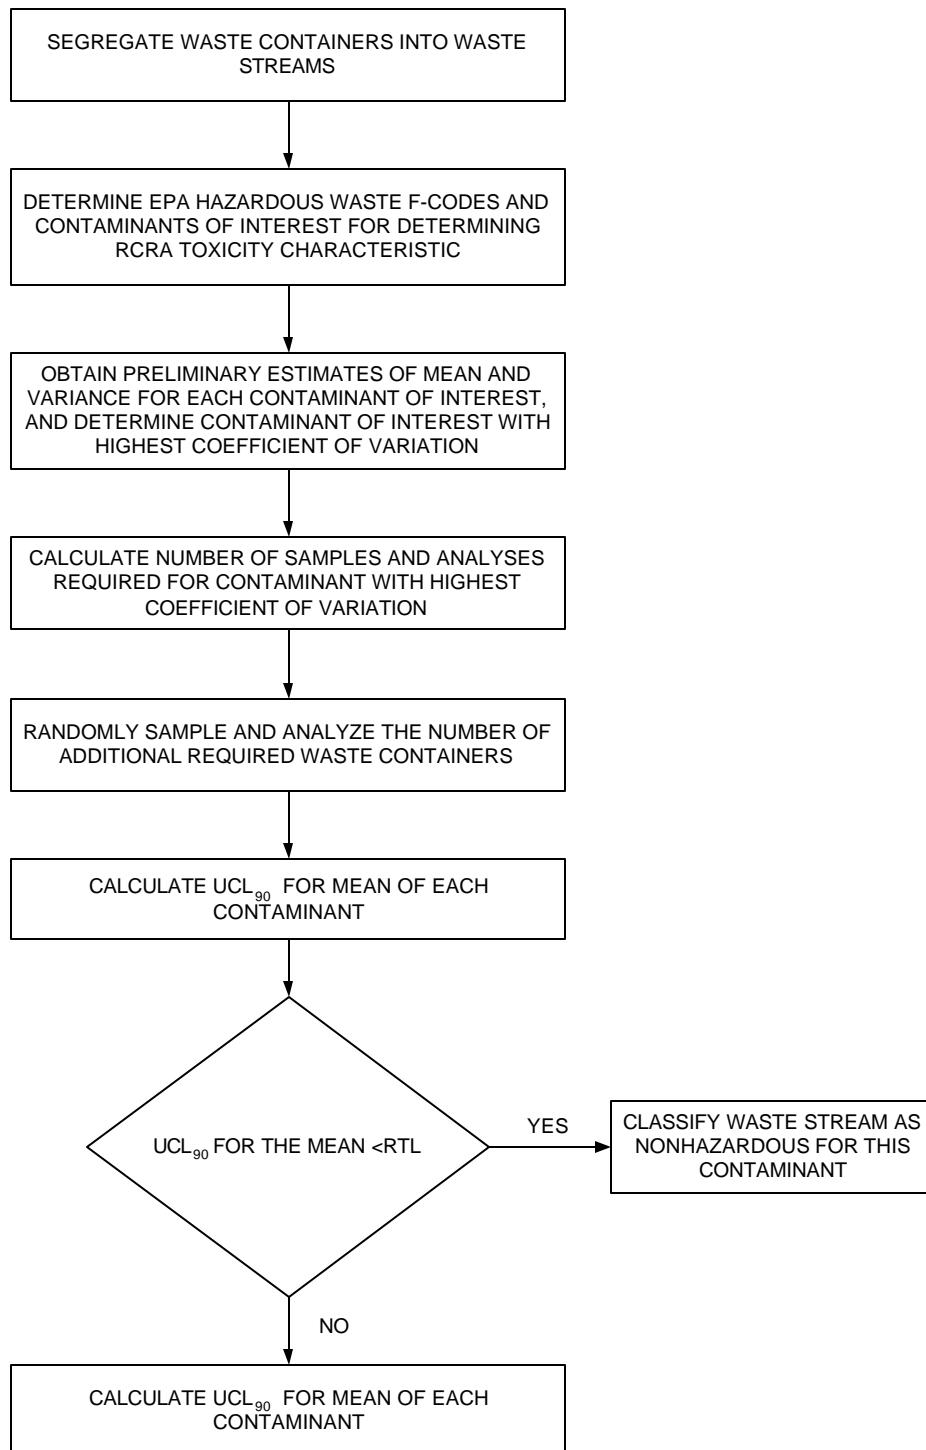 SEGREGATE WASTE CONTAINERS INTO WASTE
STREAMS
DETERMINE EPA HAZARDOUS WASTE F-CODES AND
CONTAMINANTS OF INTEREST FOR DETERMINING
RCRA TOXICITY CHARACTERISTIC
OBTAIN PRELIMINARY ESTIMATES OF MEAN AND
VARIANCE FOR EACH CONTAMINANT OF INTEREST,
AND DETERMINE CONTAMINANT OF INTEREST WITH
HIGHEST COEFFICIENT OF VARIATION
CALCULATE NUMBER OF SAMPLES AND ANALYSES
REQUIRED FOR CONTAMINANT WITH HIGHEST
COEFFICIENT OF VARIATION
RANDOMLY SAMPLE AND ANALYZE THE NUMBER OF
ADDITIONAL REQUIRED WASTE CONTAINERS
CALCULATE UCL90 FOR MEAN OF EACH
CONTAMINANT
UCL90 FOR THE MEAN <RTL
YES
CLASSIFY WASTE STREAM AS
NONHAZARDOUS FOR THIS
CONTAMINANT
NO
CALCULATE UCL90 FOR MEAN OF EACH
CONTAMINANT